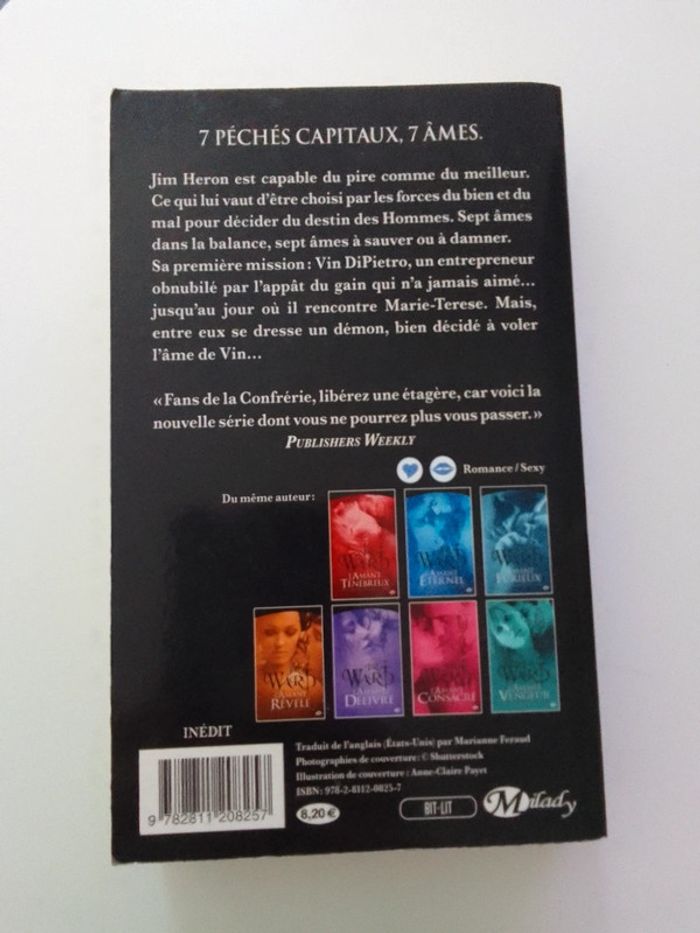 7 PÉCHÉS CAPITAUX, 7 ÂMES.
Jim Heron est capable du pire comme du meilleur.
Ce qui lui vaut d'être choisi par les forces du bien et du
mal pour décider du destin des Hommes. Sept âmes
dans la balance, sept âmes à sauver ou à damner.
Sa première mission : Vin DiPietro, un entrepreneur
obnubilé par l'appât du gain qui n'a jamais aimé…
jusqu'au jour où il rencontre Marie-Terese. Mais,
entre eux se dresse un démon, bien décidé à voler
l'âme de Vin…
« Fans de la Confrérie, libérez une étagère, car voici la
nouvelle série dont vous ne pourrez plus vous passer. »
PUBLISHERS WEEKLY
Romance / Sexy
Du même auteur :
WARD
L'AMANT
TÉNÉBREUX
WARD
L'AMANT
ÉTERNEL
WARD
L'AMANT
FURIEUX
WARD
L'AMANT
RÉVÉLÉ
WARD
L'AMANT
DÉLIVRÉ
WARD
L'AMANT
CONSACRÉ
WARD
L'AMANT
VENGEUR
INÉDIT
Traduit de l'anglais (États-Unis) par Marianne Feraud
Photographies de couverture : © Shutterstock
Illustration de couverture : Anne-Claire Payet
ISBN : 978-2-8112-0825-7
9 782811 208257
8,20 €
BIT-LIT
Milady